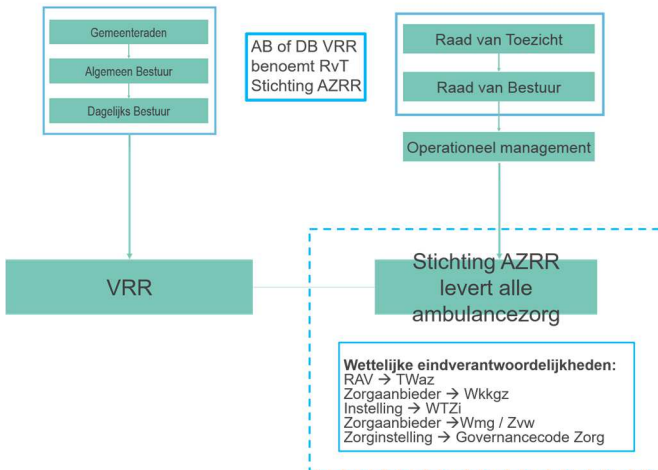 Gemeenteraden
Algemeen Bestuur
Dagelijks Bestuur
AB of DB VRR
benoemt RvT
Stichting AZRR
Raad van Toezicht
Raad van Bestuur
Operationeel management
VRR
Stichting AZRR
levert alle
ambulancezorg
Wettelijke eindverantwoordelijkheden:
RAV → TWaz
Zorgaanbieder → Wkkgz
Instelling → WTZi
Zorgaanbieder →Wmg / Zvw
Zorginstelling → Governancecode Zorg